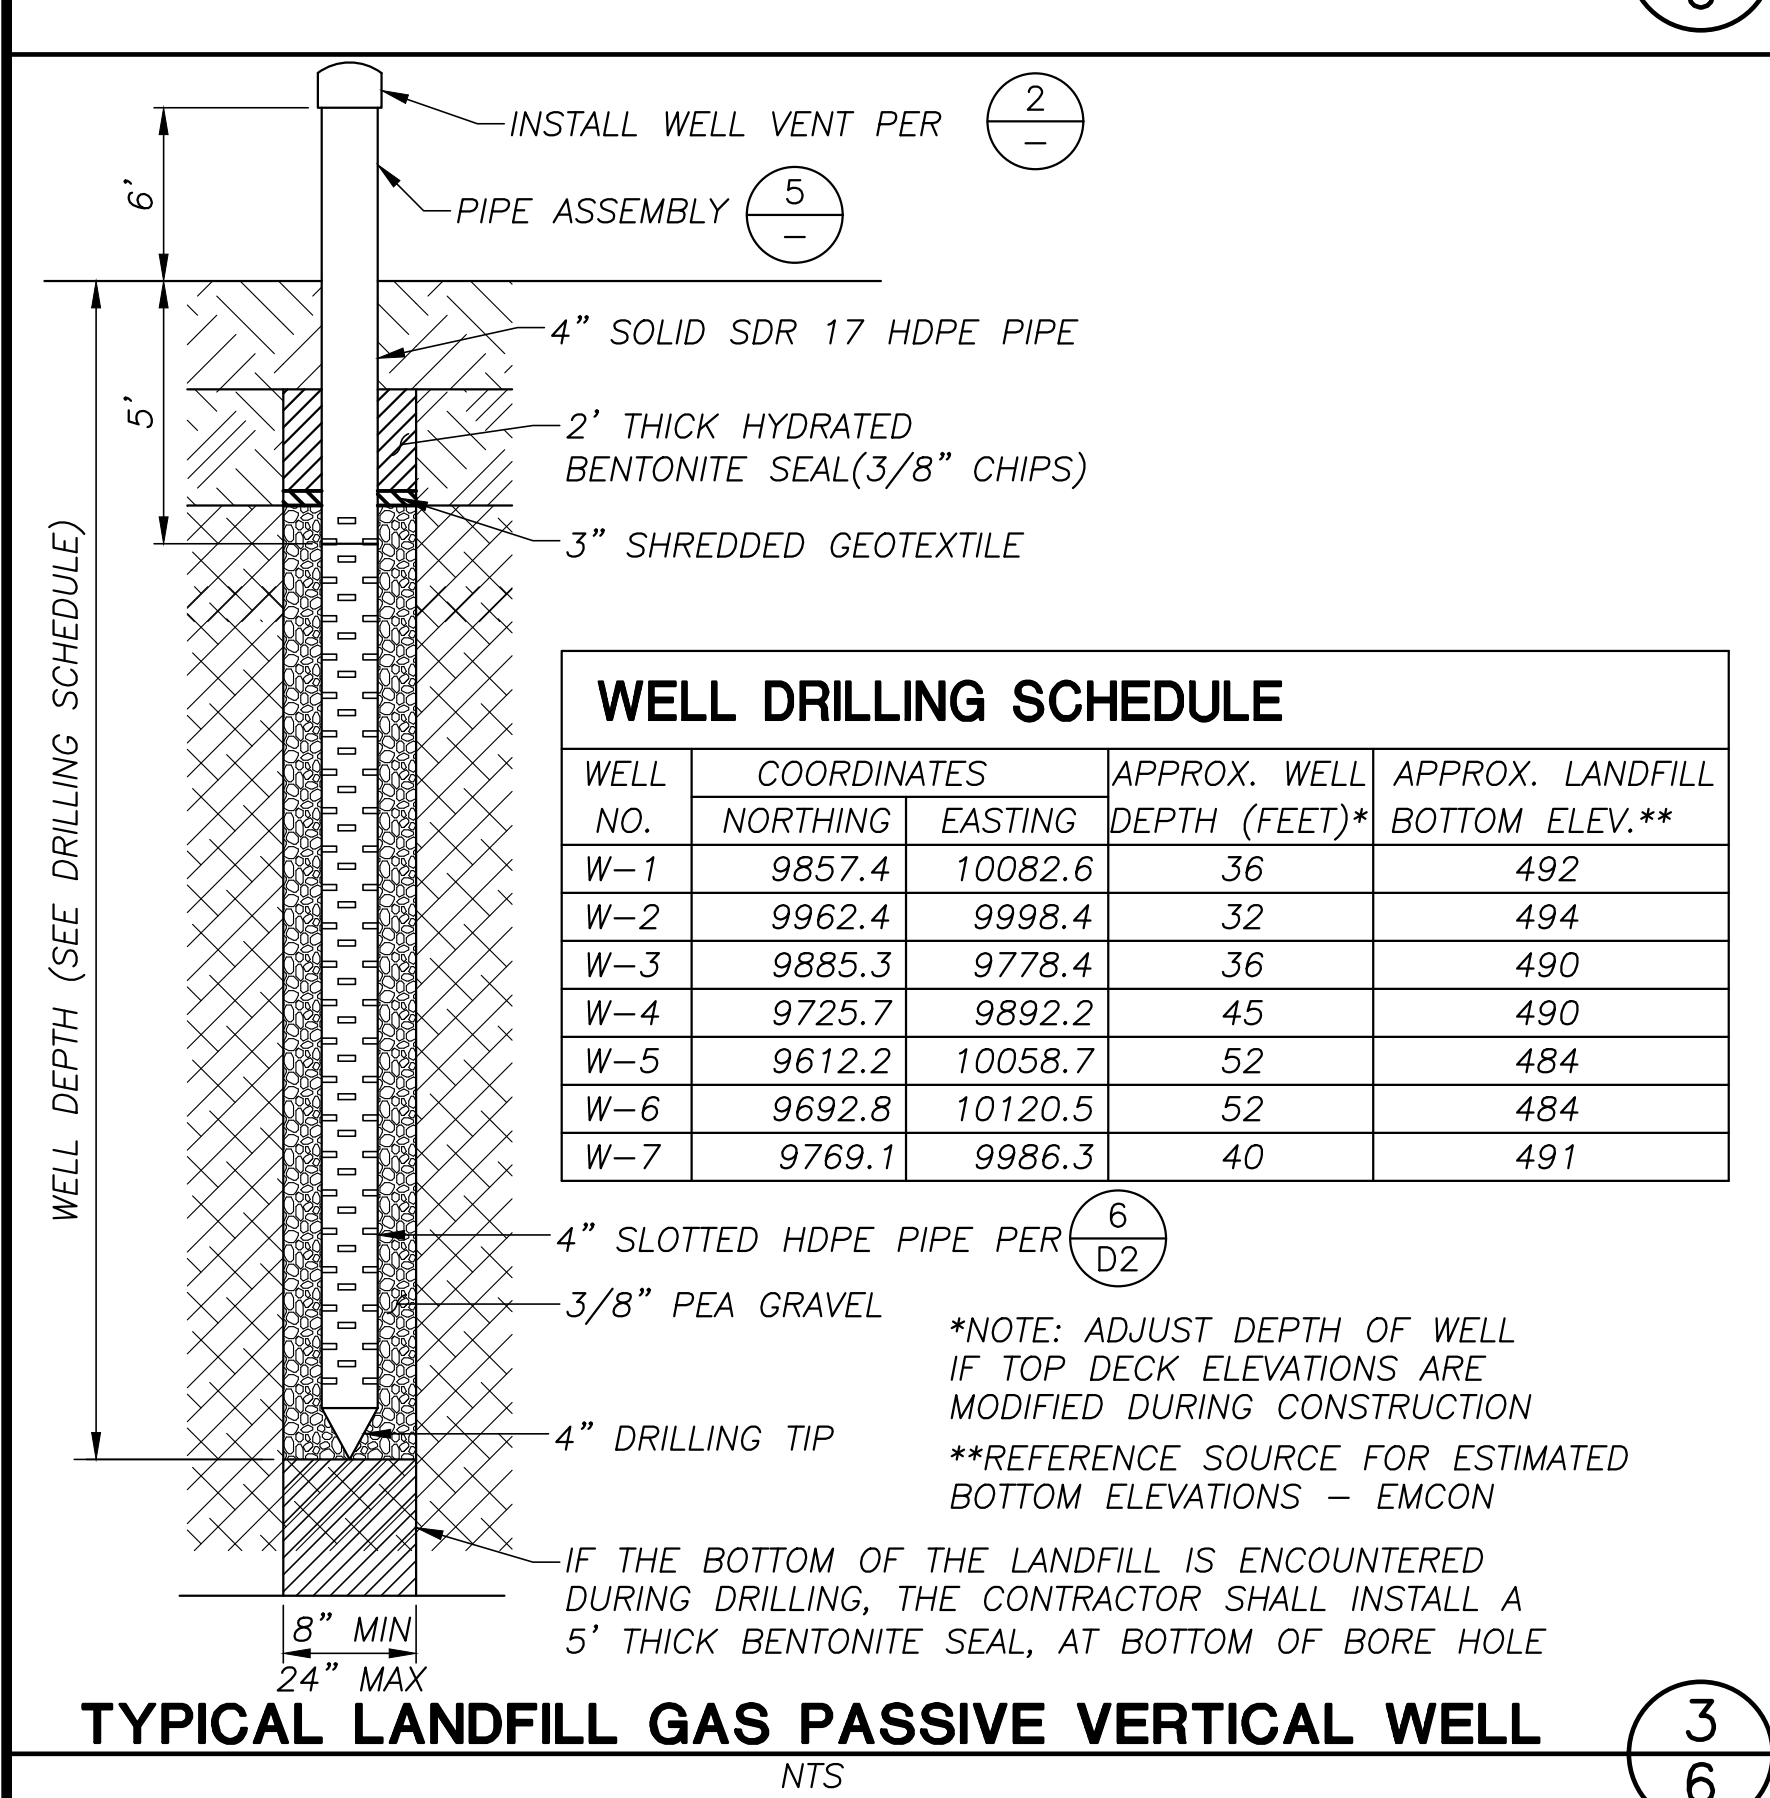 INSTALL WELL VENT PER
2
–
PIPE ASSEMBLY
5
–
6'
4" SOLID SDR 17 HDPE PIPE
5'
2' THICK HYDRATED
BENTONITE SEAL(3/8" CHIPS)
3" SHREDDED GEOTEXTILE
WELL DEPTH (SEE DRILLING SCHEDULE)
WELL DRILLING SCHEDULE
WELL NO. COORDINATES APPROX. WELL DEPTH (FEET)* APPROX. LANDFILL BOTTOM ELEV.**
NORTHING EASTING
W-1 9857.4 10082.6 36 492
W-2 9962.4 9998.4 32 494
W-3 9885.3 9778.4 36 490
W-4 9725.7 9892.2 45 490
W-5 9612.2 10058.7 52 484
W-6 9692.8 10120.5 52 484
W-7 9769.1 9986.3 40 491
4" SLOTTED HDPE PIPE PER
6
D2
3/8" PEA GRAVEL
4" DRILLING TIP
*NOTE: ADJUST DEPTH OF WELL
IF TOP DECK ELEVATIONS ARE
MODIFIED DURING CONSTRUCTION
**REFERENCE SOURCE FOR ESTIMATED
BOTTOM ELEVATIONS – EMCON
IF THE BOTTOM OF THE LANDFILL IS ENCOUNTERED
DURING DRILLING, THE CONTRACTOR SHALL INSTALL A
5' THICK BENTONITE SEAL, AT BOTTOM OF BORE HOLE
8" MIN
24" MAX
TYPICAL LANDFILL GAS PASSIVE VERTICAL WELL
3
6
NTS